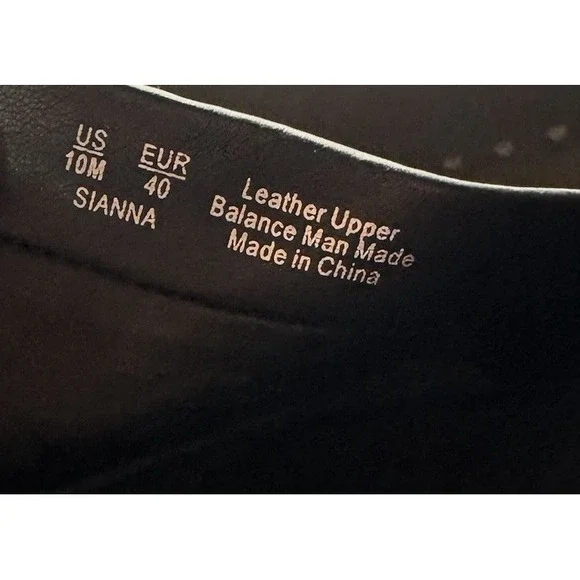 US EUR
10M 40
SIANNA
Leather Upper
Balance Man Made
Made in China